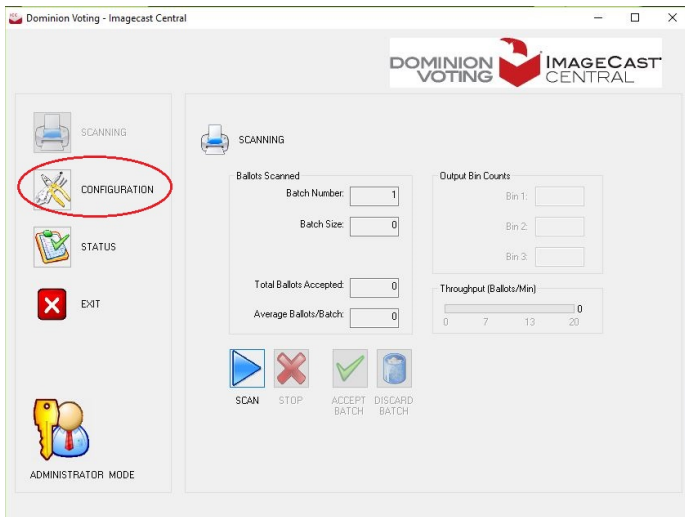 Dominion Voting - Imagecast Central
DOMINION VOTING
IMAGECAST CENTRAL
SCANNING
CONFIGURATION
STATUS
EXIT
ADMINISTRATOR MODE
SCANNING
Ballots Scanned
Batch Number: 1
Batch Size: 0
Total Ballots Accepted: 0
Average Ballots/Batch: 0
Output Bin Counts
Bin 1:
Bin 2:
Bin 3:
Throughput (Ballots/Min)
0
0 7 13 20
SCAN
STOP
ACCEPT
BATCH
DISCARD
BATCH